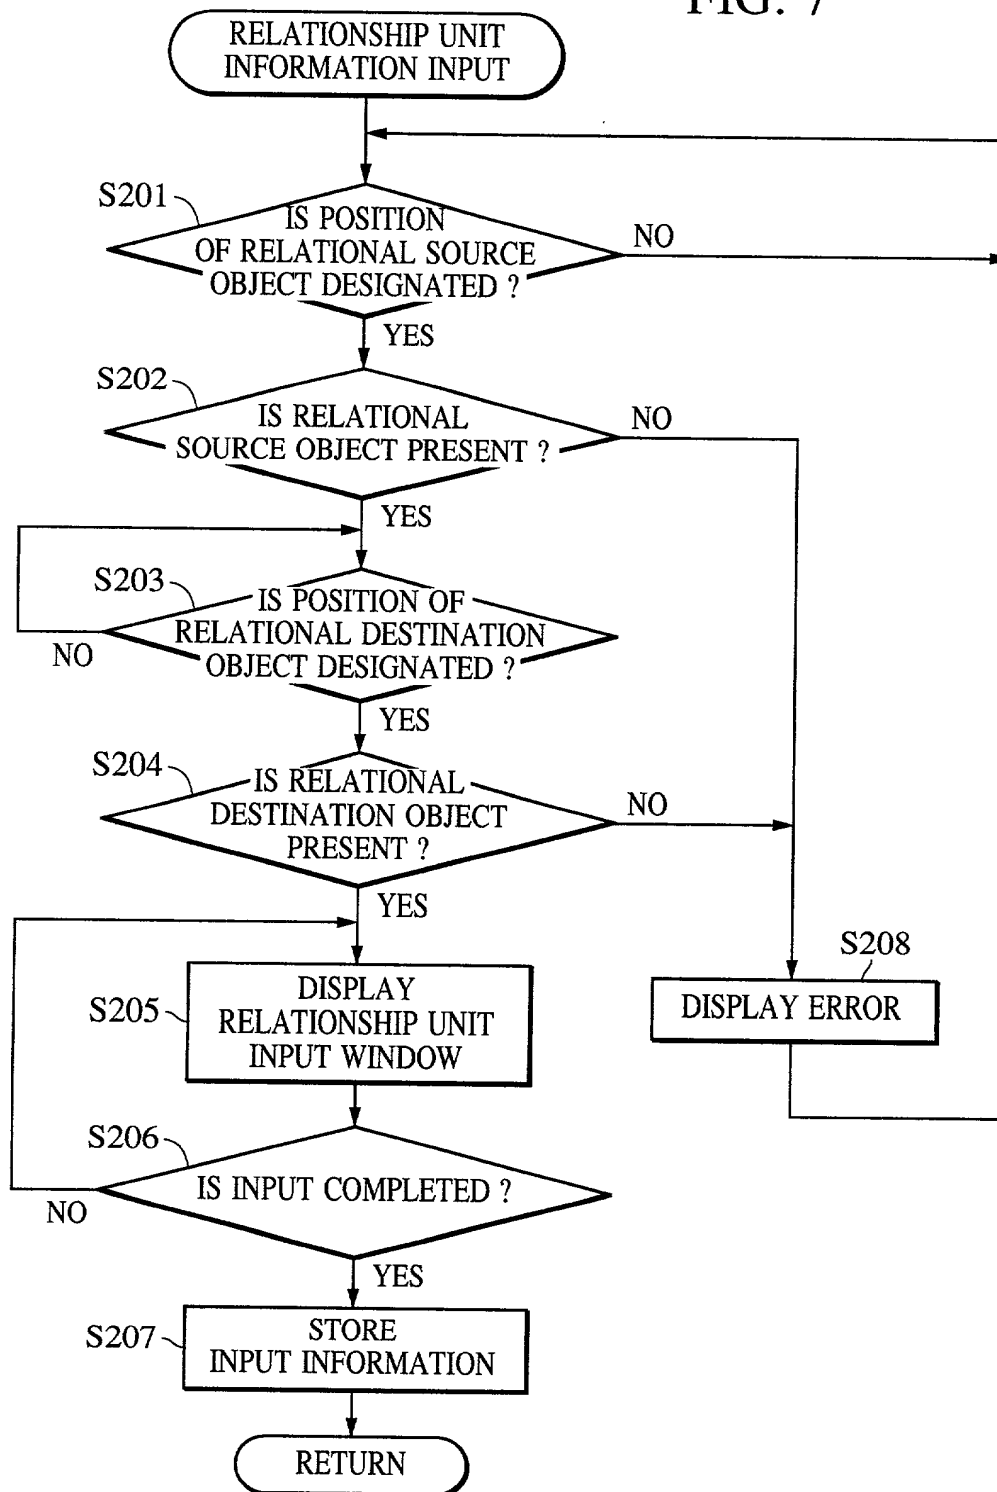 FIG. 7
RELATIONSHIP UNIT
INFORMATION INPUT
S201
IS POSITION
OF RELATIONAL SOURCE
OBJECT DESIGNATED ?
NO
YES
S202
IS RELATIONAL
SOURCE OBJECT PRESENT ?
NO
YES
S203
IS POSITION OF
RELATIONAL DESTINATION
OBJECT DESIGNATED ?
NO
YES
S204
IS RELATIONAL
DESTINATION OBJECT
PRESENT ?
NO
YES
S205
DISPLAY
RELATIONSHIP UNIT
INPUT WINDOW
S208
DISPLAY ERROR
S206
IS INPUT COMPLETED ?
NO
YES
S207
STORE
INPUT INFORMATION
RETURN